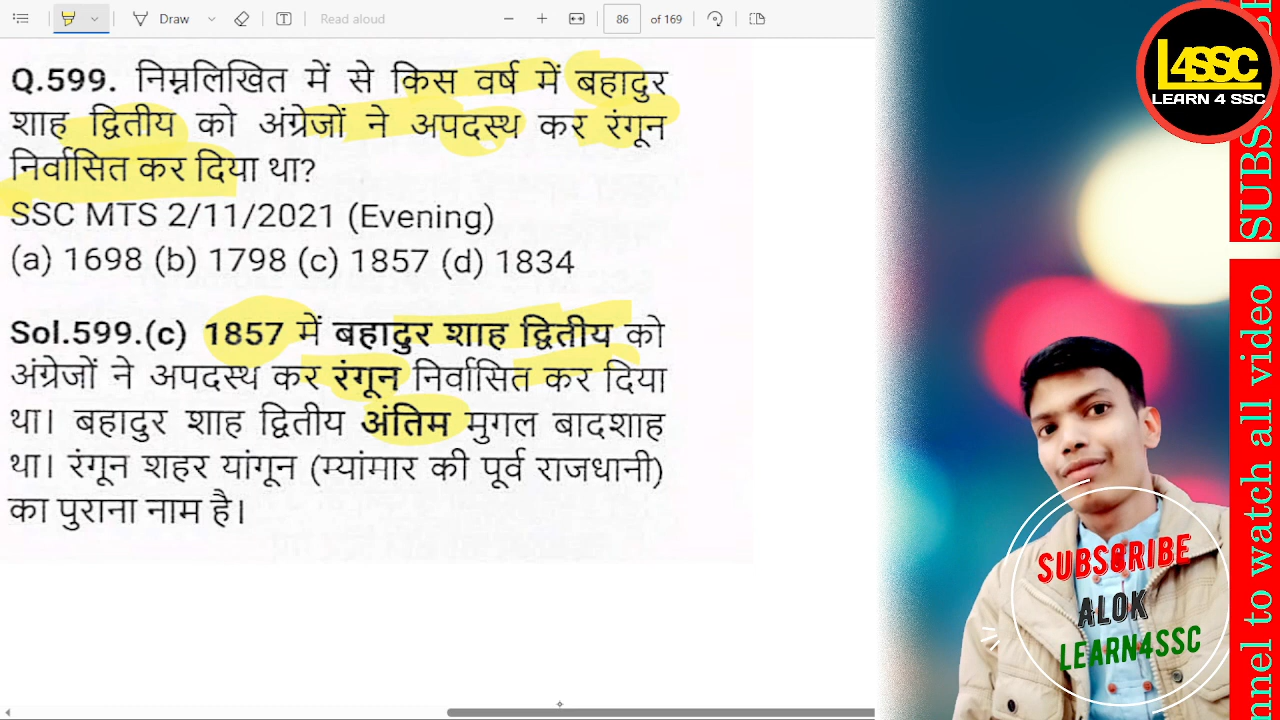 Draw
Read aloud
86
of 169
Q.599. निम्नलिखित में से किस वर्ष में बहादुर
शाह द्वितीय को अंग्रेजों ने अपदस्थ कर रंगून
निर्वासित कर दिया था?
SSC MTS 2/11/2021 (Evening)
(a) 1698 (b) 1798 (c) 1857 (d) 1834
Sol.599.(c) 1857 में बहादुर शाह द्वितीय को
अंग्रेजों ने अपदस्थ कर रंगून निर्वासित कर दिया
था। बहादुर शाह द्वितीय अंतिम मुगल बादशाह
था। रंगून शहर यांगून (म्यांमार की पूर्व राजधानी)
का पुराना नाम है।
L4SSC
LEARN 4 SSC
SUBSCRIBE
ALOK
LEARN4SSC
nnel to watch all video
SUBS